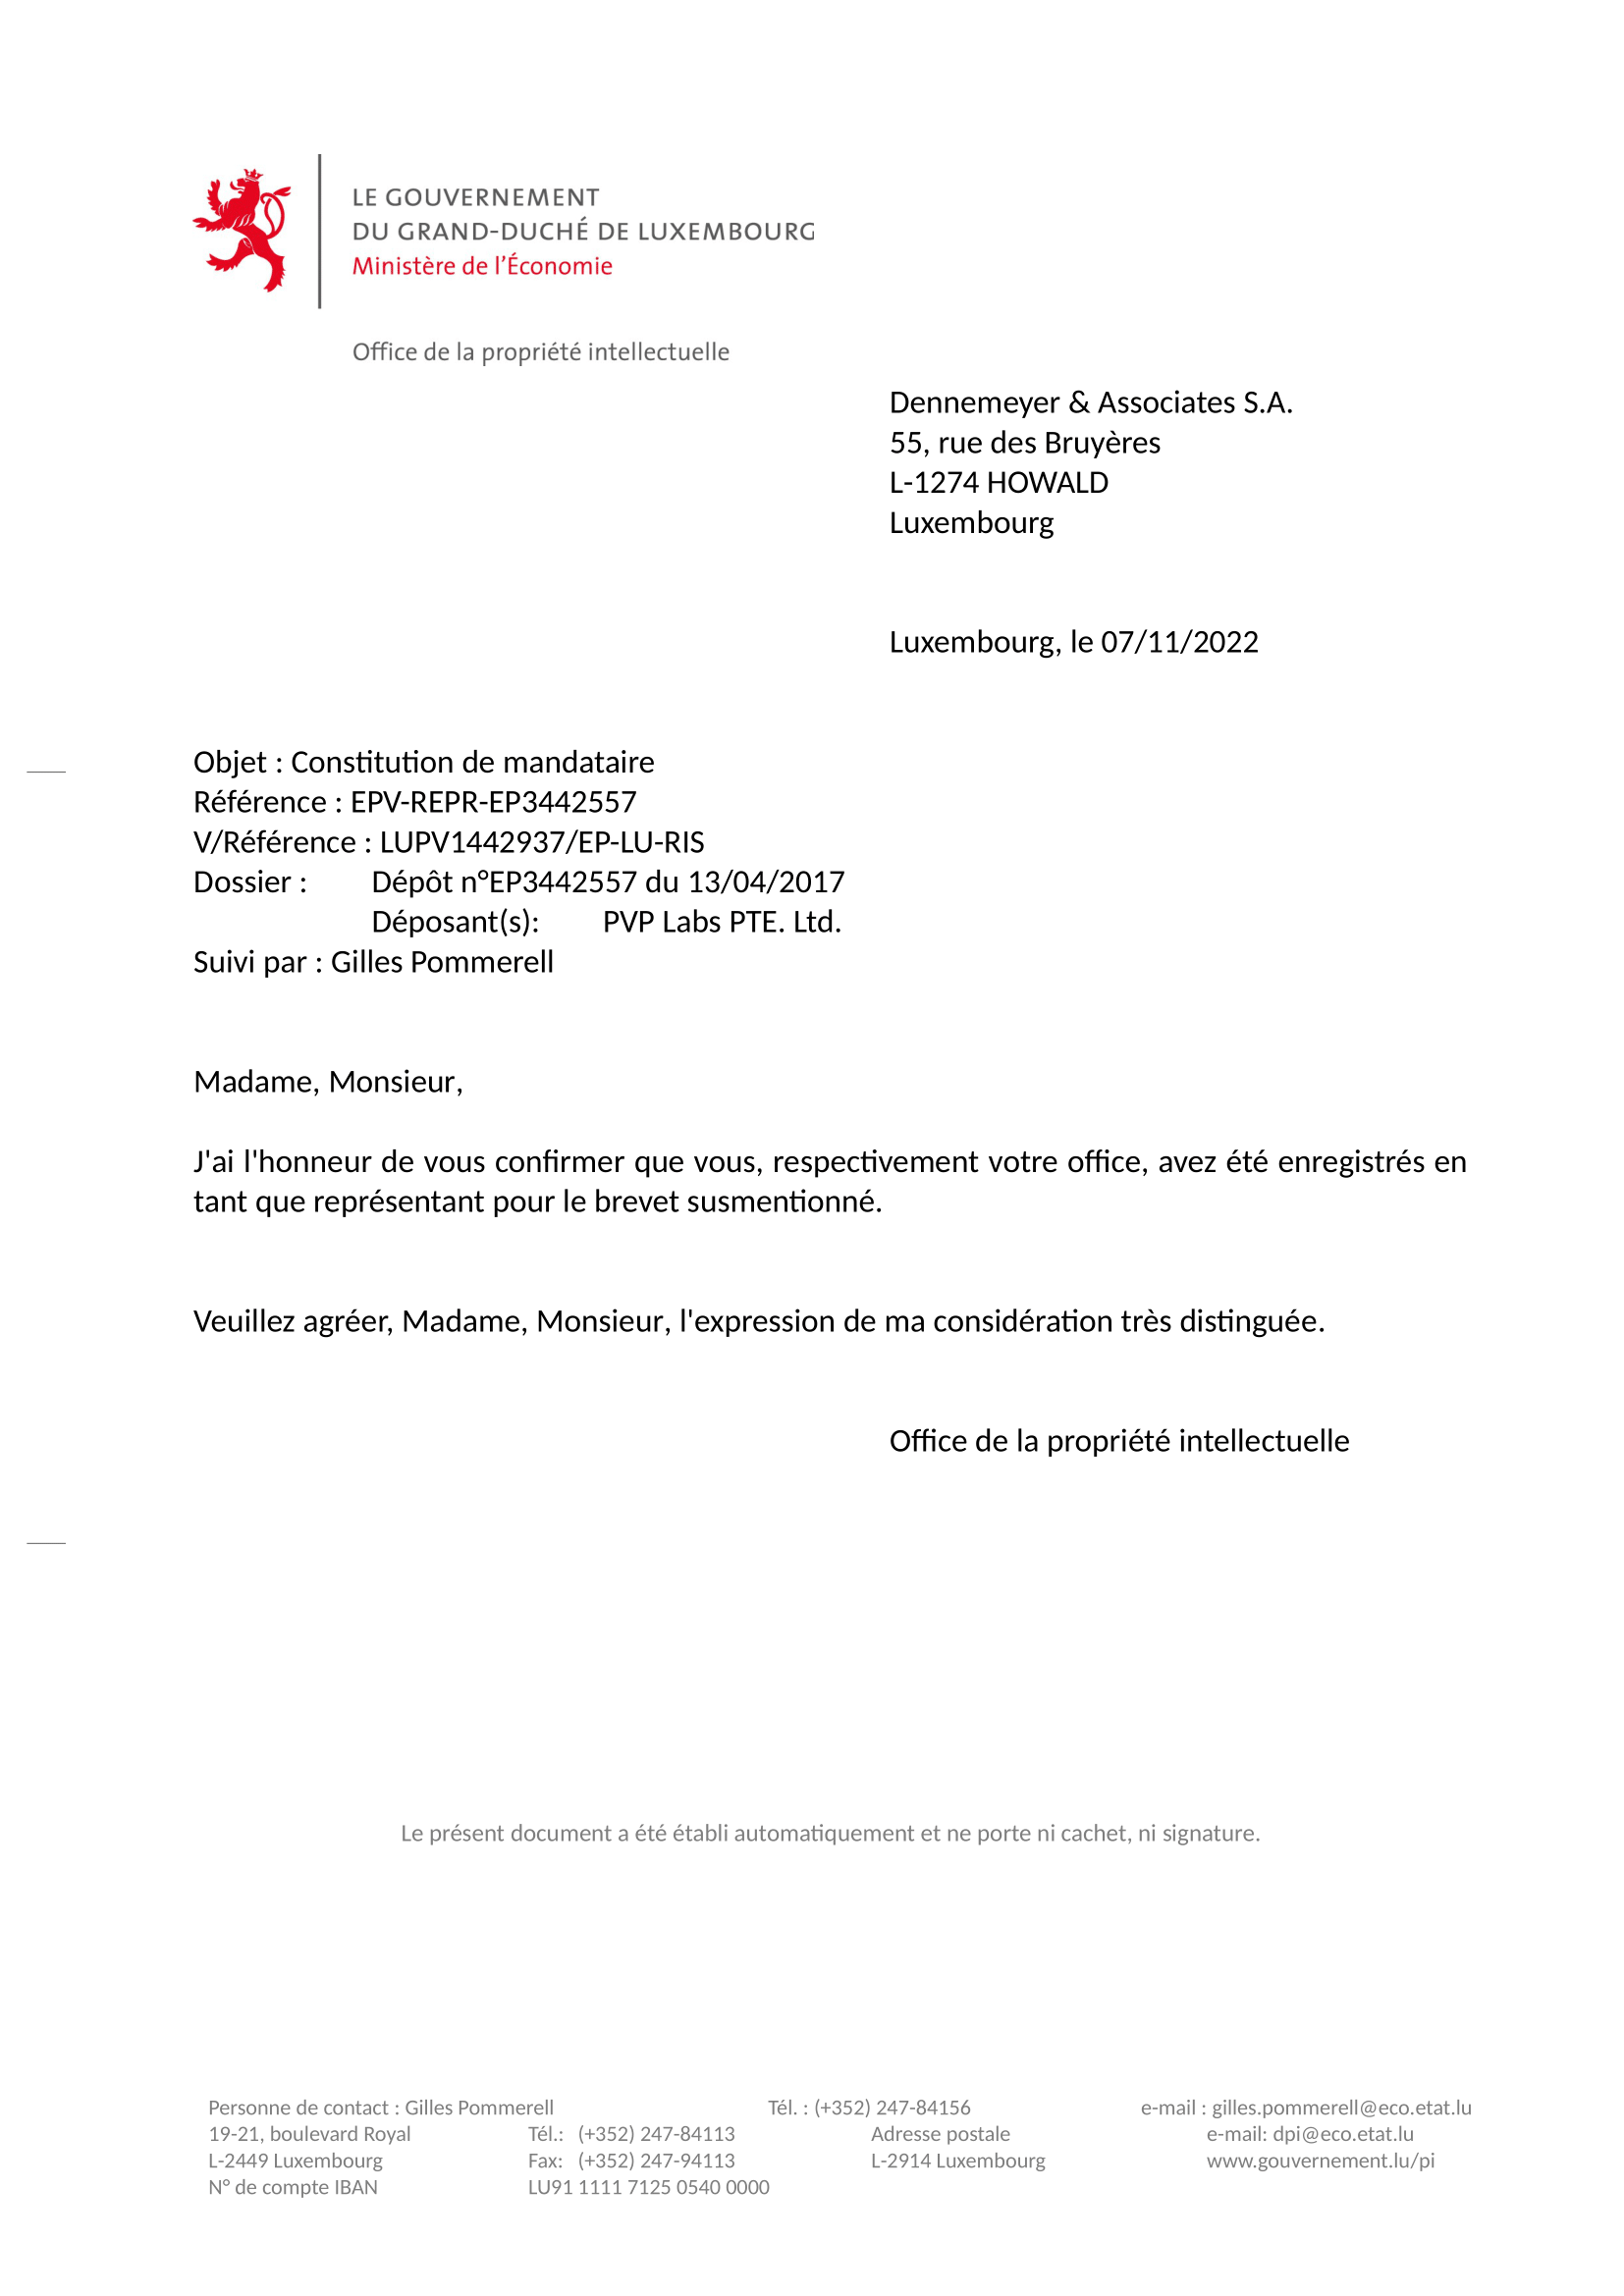 LE GOUVERNEMENT
DU GRAND-DUCHÉ DE LUXEMBOURG
Ministère de l'Économie
Office de la propriété intellectuelle
Dennemeyer & Associates S.A.
55, rue des Bruyères
L-1274 HOWALD
Luxembourg
Luxembourg, le 07/11/2022
Objet : Constitution de mandataire
Référence : EPV-REPR-EP3442557
V/Référence : LUPV1442937/EP-LU-RIS
Dossier : Dépôt n°EP3442557 du 13/04/2017
Déposant(s): PVP Labs PTE. Ltd.
Suivi par : Gilles Pommerell
Madame, Monsieur,
J'ai l'honneur de vous confirmer que vous, respectivement votre office, avez été enregistrés en
tant que représentant pour le brevet susmentionné.
Veuillez agréer, Madame, Monsieur, l'expression de ma considération très distinguée.
Office de la propriété intellectuelle
Le présent document a été établi automatiquement et ne porte ni cachet, ni signature.
Personne de contact : Gilles Pommerell Tél. : (+352) 247-84156 e-mail : gilles.pommerell@eco.etat.lu
19-21, boulevard Royal Tél.: (+352) 247-84113 Adresse postale e-mail: dpi@eco.etat.lu
L-2449 Luxembourg Fax: (+352) 247-94113 L-2914 Luxembourg www.gouvernement.lu/pi
N° de compte IBAN LU91 1111 7125 0540 0000